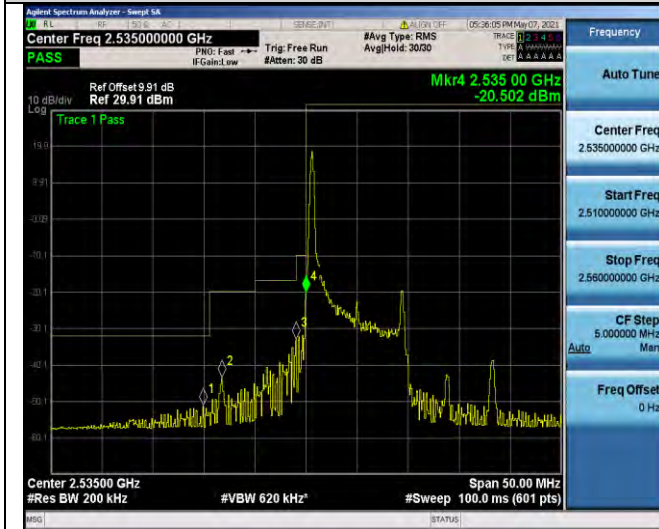 Agilent Spectrum Analyzer - Swept SA
RL RF 50 Ω AC SENSE:INT ALIGN OFF 05:36:05 PM May 07, 2021
Center Freq 2.535000000 GHz
PASS
PNO: Fast
IFGain:Low
Trig: Free Run
#Atten: 30 dB
#Avg Type: RMS
Avg|Hold: 30/30
TRACE 1 2 3 4 5 6
TYPE A
DET A A A A A A
Frequency
Ref Offset 9.91 dB
10 dB/div Ref 29.91 dBm
Log
Mkr4 2.535 00 GHz
-20.502 dBm
Trace 1 Pass
19.9
9.91
-0.09
-10.1
-20.1
-30.1
-40.1
-50.1
-60.1
1
2
3
4
Center 2.53500 GHz
Span 50.00 MHz
#Res BW 200 kHz
#VBW 620 kHz*
#Sweep 100.0 ms (601 pts)
MSG
STATUS
Auto Tune
Center Freq
2.535000000 GHz
Start Freq
2.510000000 GHz
Stop Freq
2.560000000 GHz
CF Step
5.000000 MHz
Auto Man
Freq Offset
0 Hz